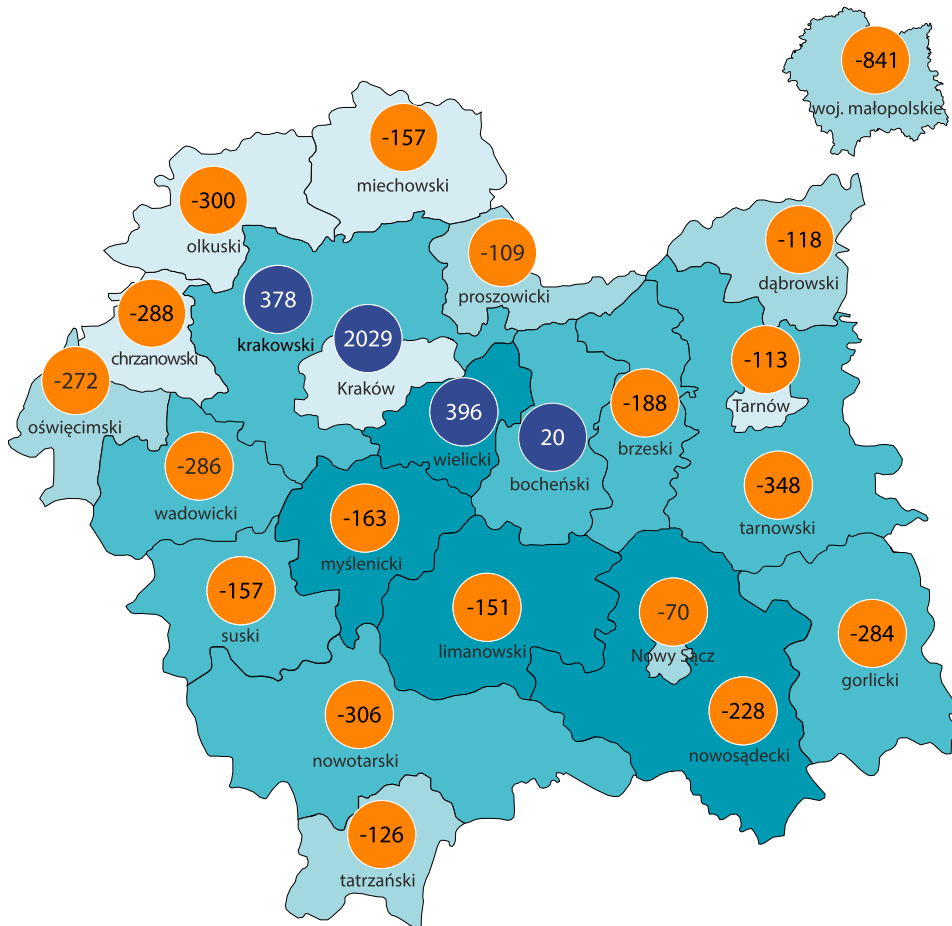 -841
woj. małopolskie
-157
miechowski
-300
olkuski
-118
dąbrowski
-109
proszowicki
378
krakowski
-288
chrzanowski
2029
Kraków
-113
Tarnów
-272
oświęcimski
396
wielicki
-188
brzeski
20
bocheński
-286
wadowicki
-348
tarnowski
-163
myślenicki
-157
suski
-151
limanowski
-70
Nowy Sącz
-284
gorlicki
-306
nowotarski
-228
nowosądecki
-126
tatrzański